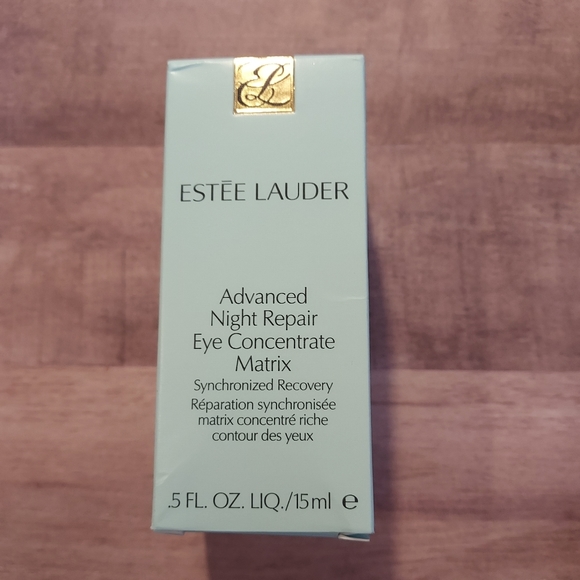 EL
ESTĒE LAUDER
Advanced
Night Repair
Eye Concentrate
Matrix
Synchronized Recovery
Réparation synchronisée
matrix concentré riche
contour des yeux
.5 FL. OZ. LIQ./15ml ℮